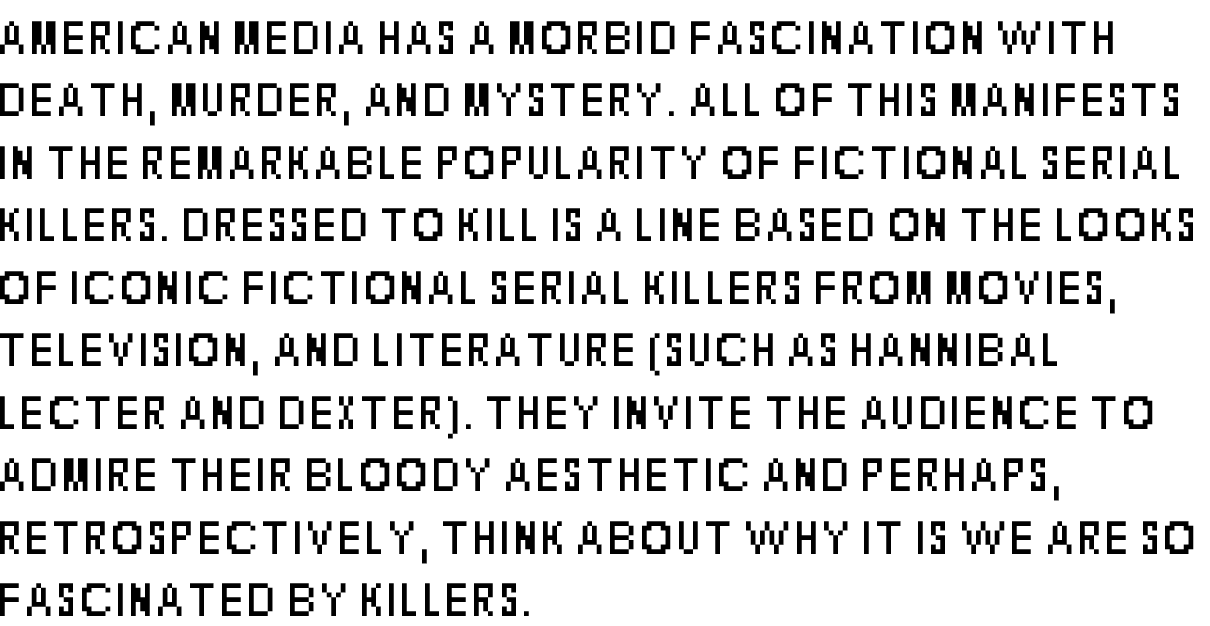 AMERICAN MEDIA HAS A MORBID FASCINATION WITH
DEATH, MURDER, AND MYSTERY. ALL OF THIS MANIFESTS
IN THE REMARKABLE POPULARITY OF FICTIONAL SERIAL
KILLERS. DRESSED TO KILL IS A LINE BASED ON THE LOOKS
OF ICONIC FICTIONAL SERIAL KILLERS FROM MOVIES,
TELEVISION, AND LITERATURE (SUCH AS HANNIBAL
LECTER AND DEXTER). THEY INVITE THE AUDIENCE TO
ADMIRE THEIR BLOODY AESTHETIC AND PERHAPS,
RETROSPECTIVELY, THINK ABOUT WHY IT IS WE ARE SO
FASCINATED BY KILLERS.